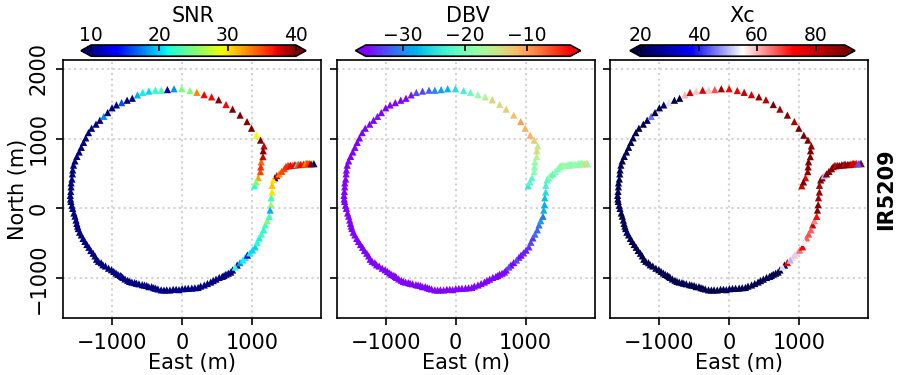 SNR DBV Xc
10 20 30 40 −30 −20 −10 20 40 60 80
2000
1000
0
−1000
North (m)
IR5209
−1000 0 1000 −1000 0 1000 −1000 0 1000
East (m) East (m) East (m)